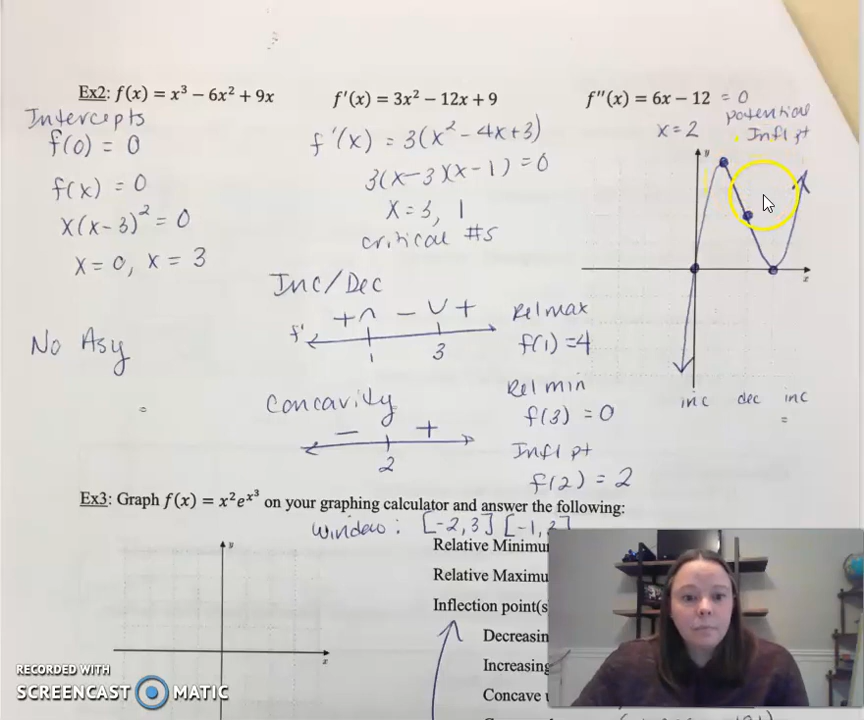 Ex2: f(x) = x³ − 6x² + 9x
f'(x) = 3x² − 12x + 9
f''(x) = 6x − 12 = 0
Intercepts
f(0) = 0
f(x) = 0
x(x-3)² = 0
x = 0, x = 3
No Asy
=
f'(x) = 3(x² - 4x + 3)
3(x-3)(x-1) = 0
x = 3, 1
critical #s
potential
x = 2
Infl pt
y
x
inc dec inc
=
Inc/Dec
+ ∩ − ∪ +
f'
1 3
Rel max
f(1) = 4
Concavity
− +
2
Rel min
f(3) = 0
Infl pt
f(2) = 2
Ex3: Graph f(x) = x²eˣ³ on your graphing calculator and answer the following:
window: [-2, 3] [-1,
y
x
Relative Minimu
Relative Maximu
Inflection point(s
Decreasin
Increasing
Concave
RECORDED WITH
SCREENCAST MATIC